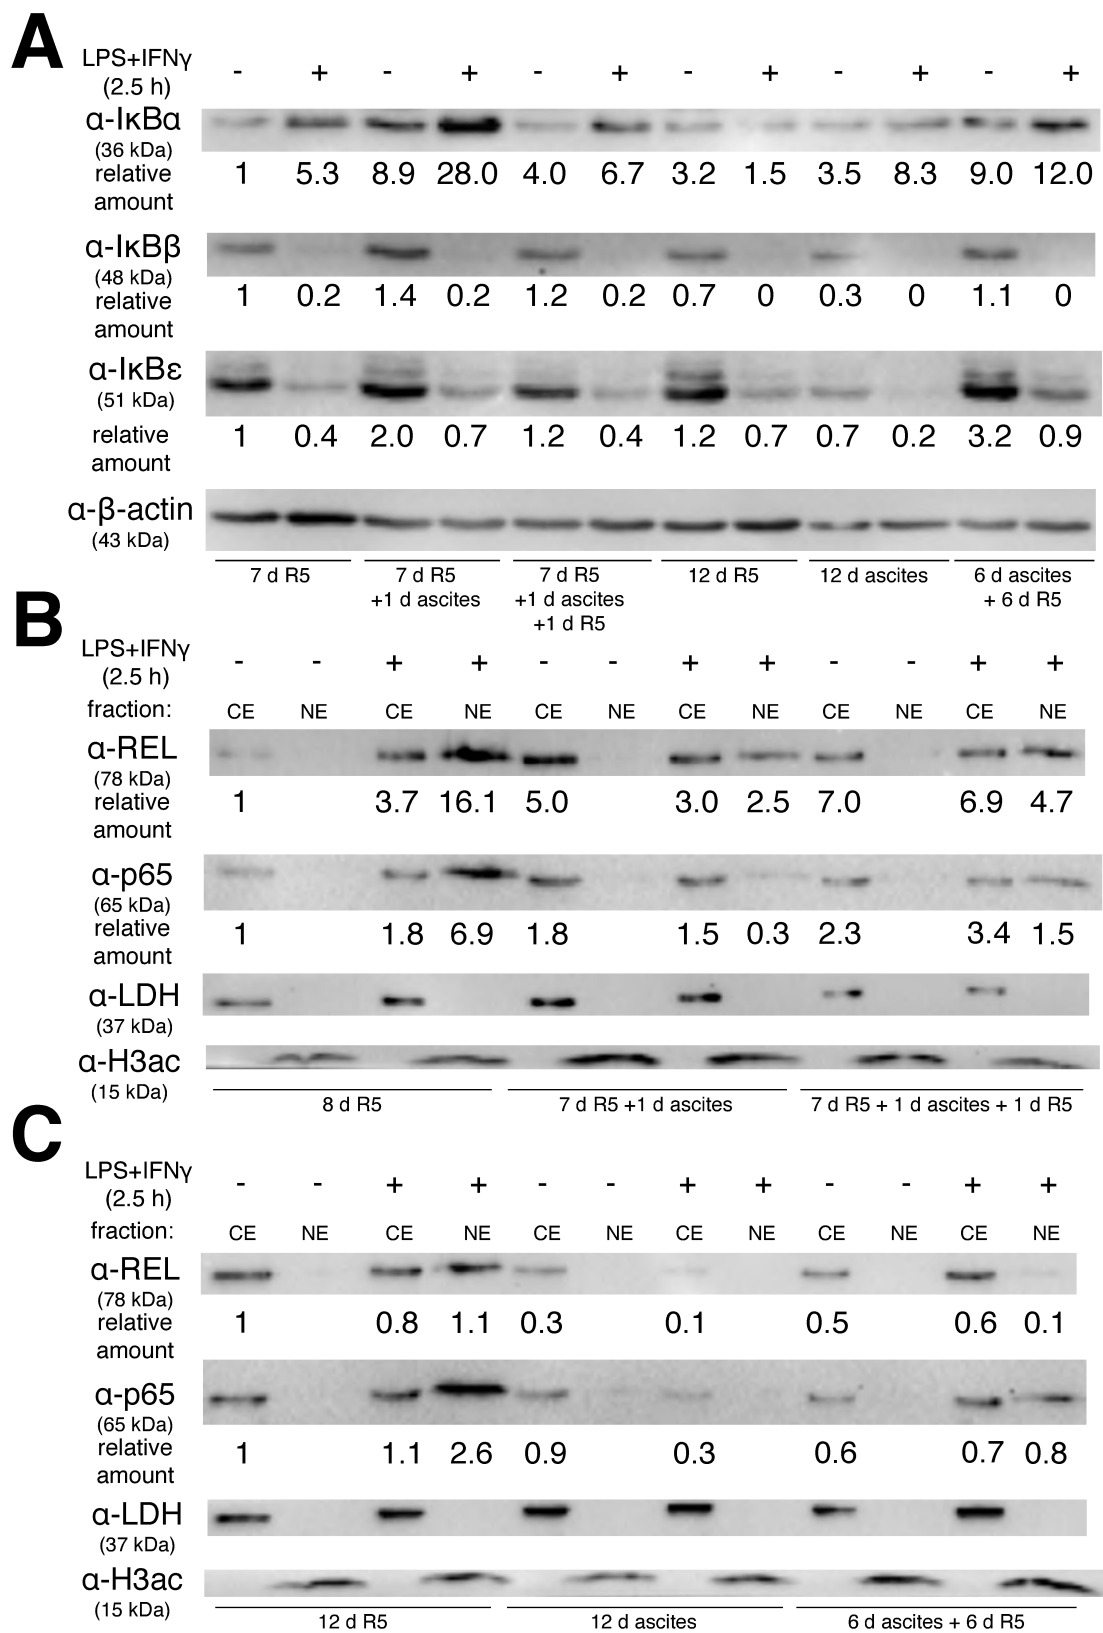 A
LPS+IFNγ
(2.5 h)
- + - + - + - + - + - +
α-IκBα
(36 kDa)
relative
amount
1 5.3 8.9 28.0 4.0 6.7 3.2 1.5 3.5 8.3 9.0 12.0
α-IκBβ
(48 kDa)
relative
amount
1 0.2 1.4 0.2 1.2 0.2 0.7 0 0.3 0 1.1 0
α-IκBε
(51 kDa)
relative
amount
1 0.4 2.0 0.7 1.2 0.4 1.2 0.7 0.7 0.2 3.2 0.9
α-β-actin
(43 kDa)
7 d R5 7 d R5 7 d R5 12 d R5 12 d ascites 6 d ascites
+1 d ascites +1 d ascites + 6 d R5
+1 d R5
B
LPS+IFNγ
(2.5 h)
- - + + - - + + - - + +
fraction: CE NE CE NE CE NE CE NE CE NE CE NE
α-REL
(78 kDa)
relative
amount
1 3.7 16.1 5.0 3.0 2.5 7.0 6.9 4.7
α-p65
(65 kDa)
relative
amount
1 1.8 6.9 1.8 1.5 0.3 2.3 3.4 1.5
α-LDH
(37 kDa)
α-H3ac
(15 kDa)
8 d R5 7 d R5 +1 d ascites 7 d R5 + 1 d ascites + 1 d R5
C
LPS+IFNγ
(2.5 h)
- - + + - - + + - - + +
fraction: CE NE CE NE CE NE CE NE CE NE CE NE
α-REL
(78 kDa)
relative
amount
1 0.8 1.1 0.3 0.1 0.5 0.6 0.1
α-p65
(65 kDa)
relative
amount
1 1.1 2.6 0.9 0.3 0.6 0.7 0.8
α-LDH
(37 kDa)
α-H3ac
(15 kDa)
12 d R5 12 d ascites 6 d ascites + 6 d R5